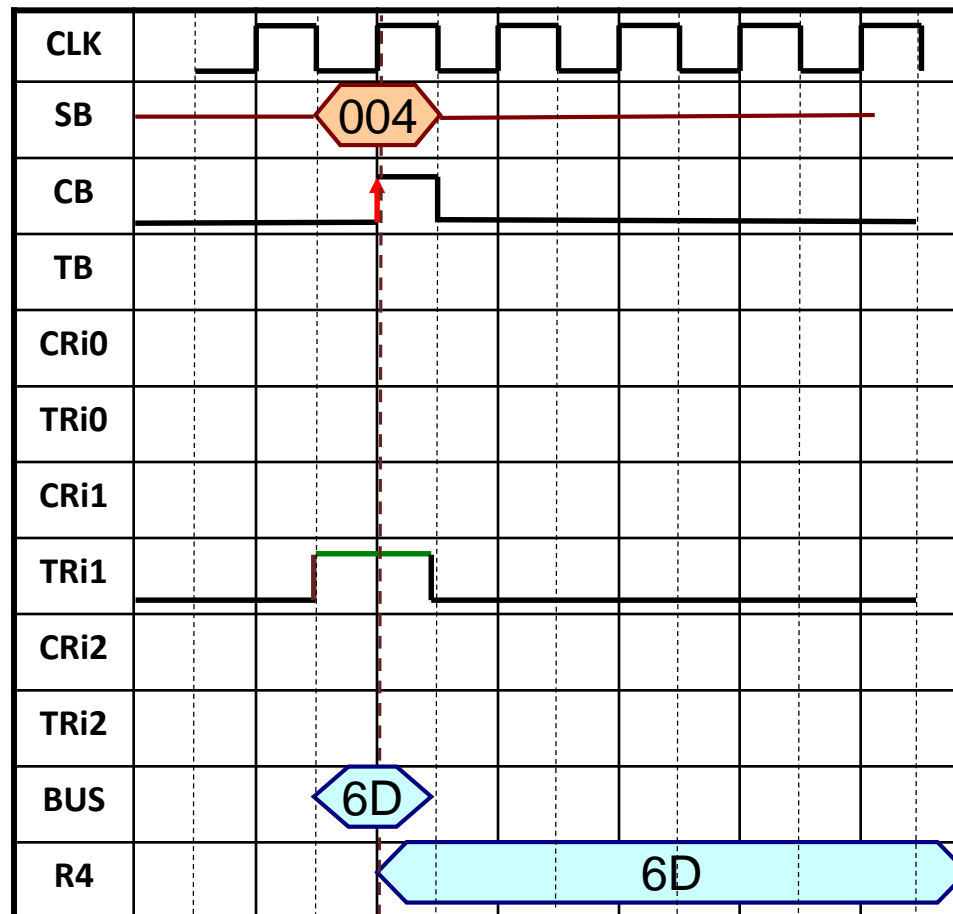 CLK
SB 004
CB
TB
CRi0
TRi0
CRi1
TRi1
CRi2
TRi2
BUS 6D
R4 6D